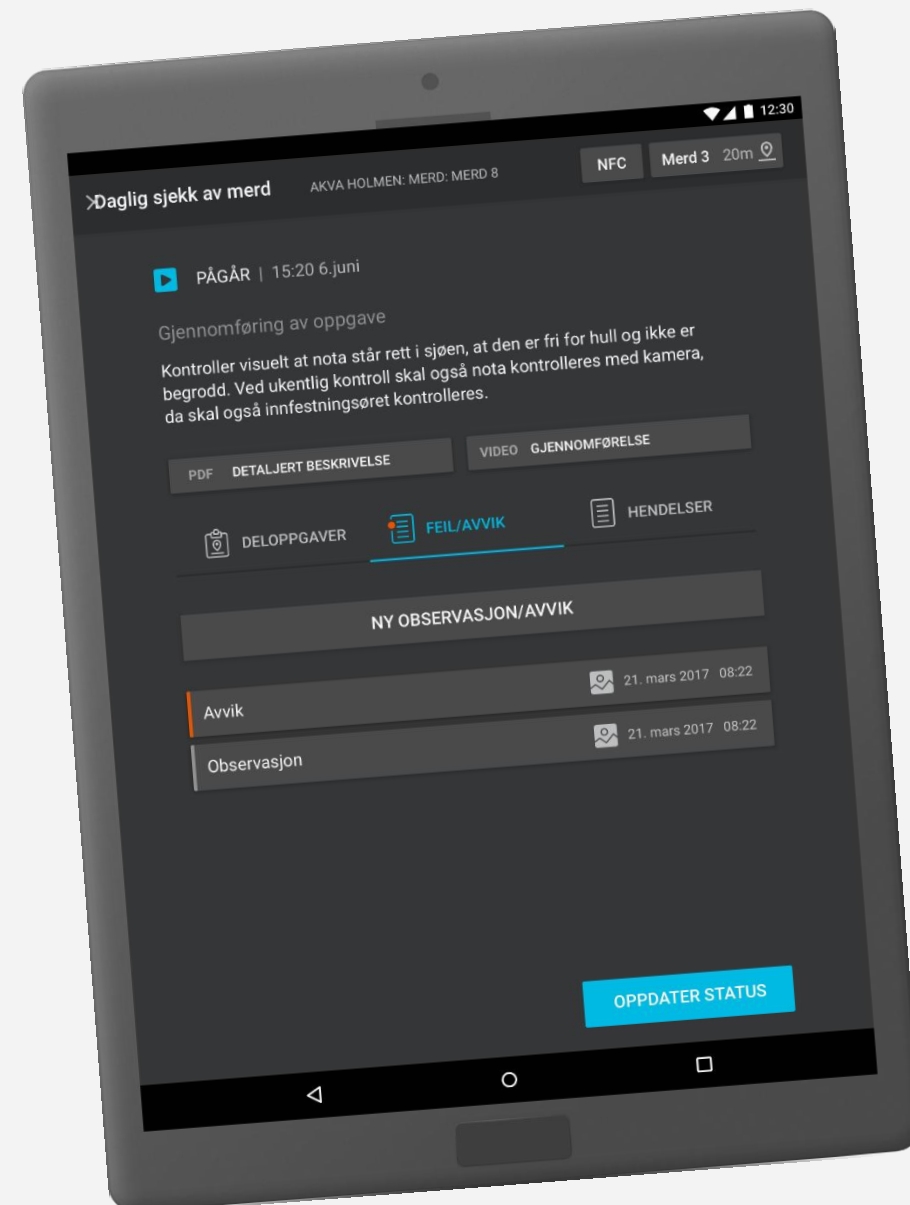 12:30
Daglig sjekk av merd
AKVA HOLMEN: MERD: MERD 8
NFC
Merd 3 20m
PÅGÅR | 15:20 6.juni
Gjennomføring av oppgave
Kontroller visuelt at nota står rett i sjøen, at den er fri for hull og ikke er
begrodd. Ved ukentlig kontroll skal også nota kontrolleres med kamera,
da skal også innfestningsøret kontrolleres.
PDF DETALJERT BESKRIVELSE
VIDEO GJENNOMFØRELSE
DELOPPGAVER
FEIL/AVVIK
HENDELSER
NY OBSERVASJON/AVVIK
Avvik 21. mars 2017 08:22
Observasjon 21. mars 2017 08:22
OPPDATER STATUS